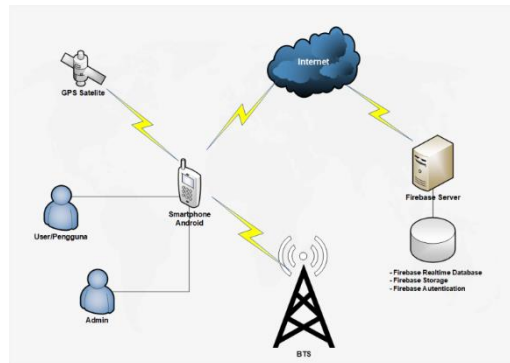 Internet
GPS Satelite
Smartphone
Android
Firebase Server
User/Pengguna
- Firebase Realtime Database
- Firebase Storage
- Firebase Autentication
Admin
BTS